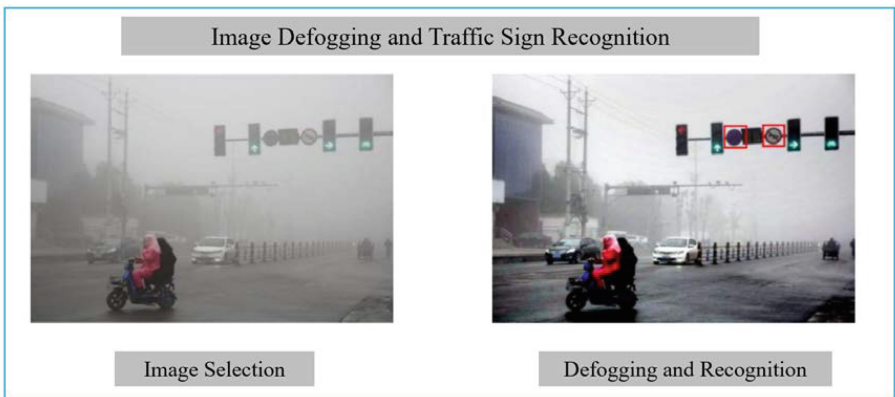 Image Defogging and Traffic Sign Recognition
Image Selection
Defogging and Recognition